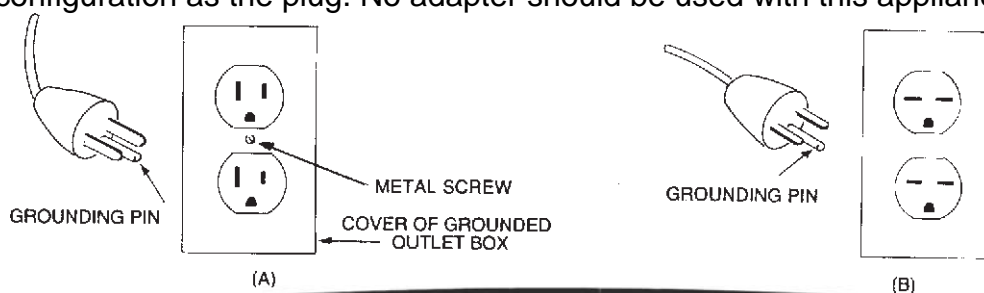 configuration as the plug. No adapter should be used with this applianc
GROUNDING PIN
METAL SCREW
COVER OF GROUNDED
OUTLET BOX
(A)
GROUNDING PIN
(B)